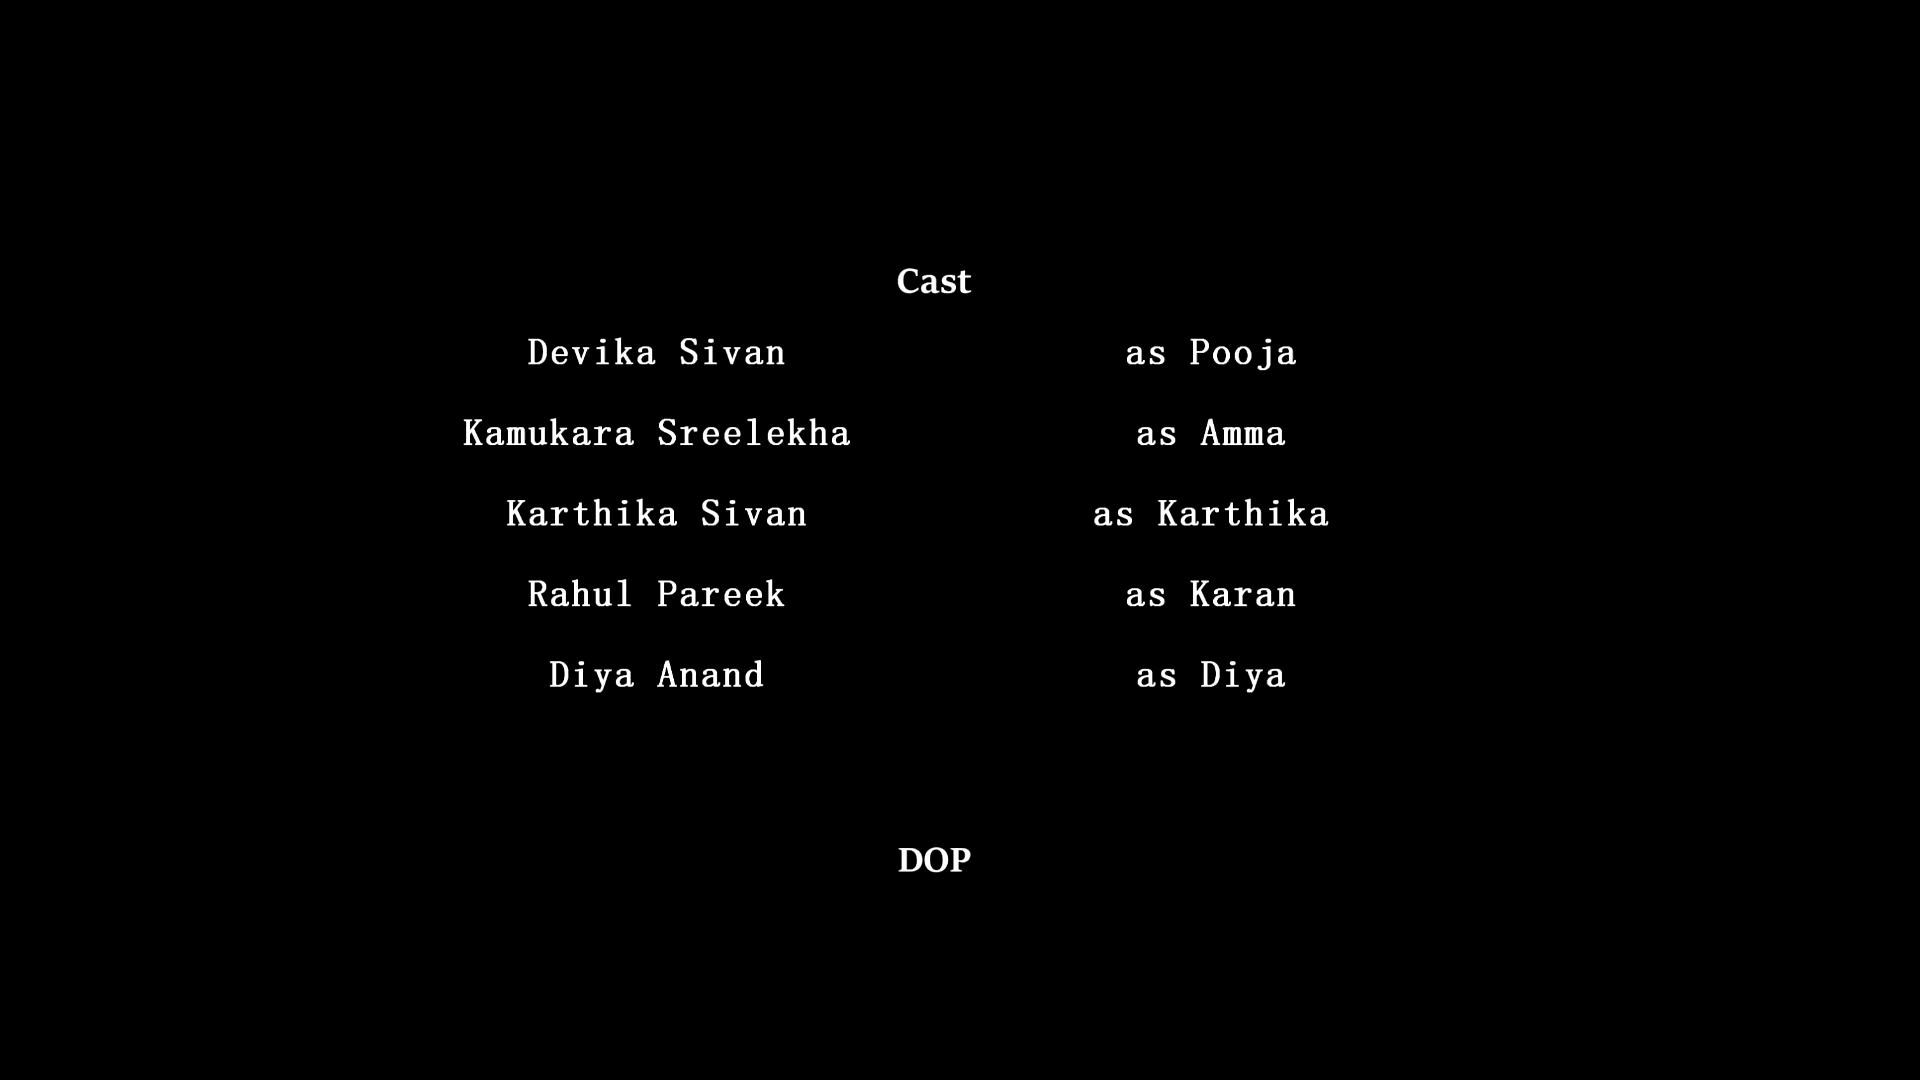 Cast
Devika Sivan as Pooja
Kamukara Sreelekha as Amma
Karthika Sivan as Karthika
Rahul Pareek as Karan
Diya Anand as Diya
DOP